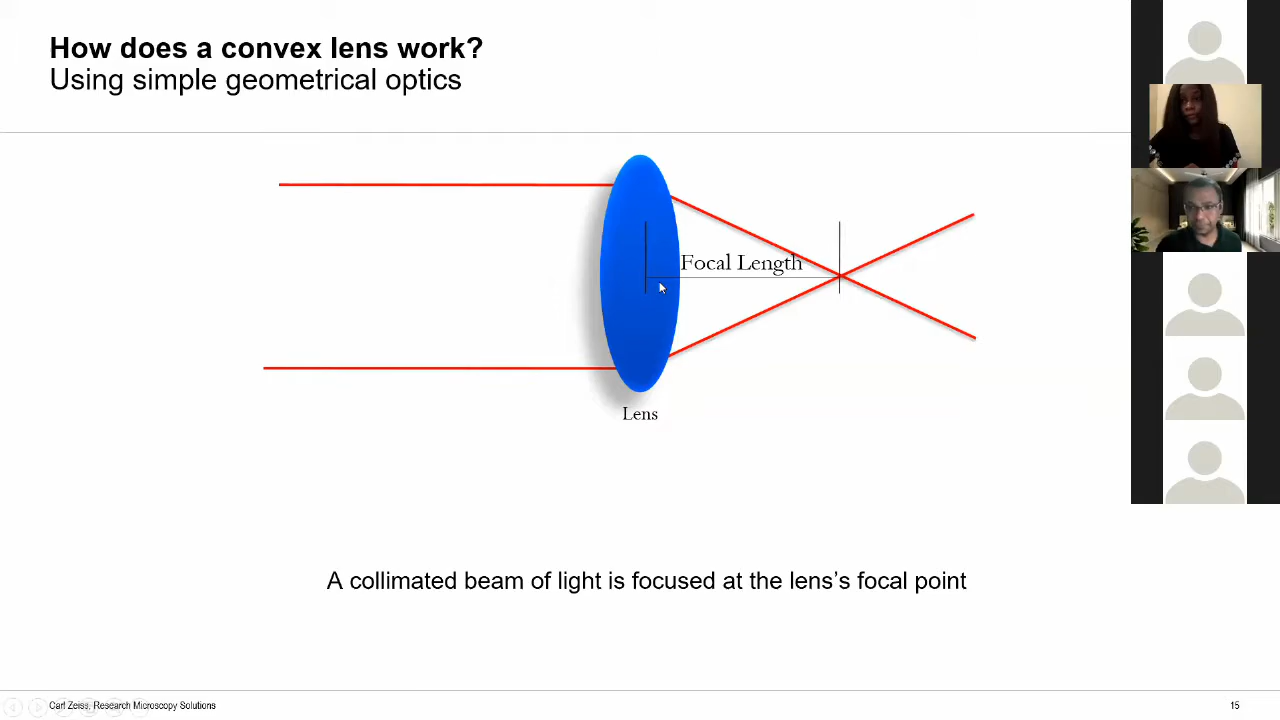 How does a convex lens work?
Using simple geometrical optics
Focal Length
Lens
A collimated beam of light is focused at the lens’s focal point
Carl Zeiss, Research Microscopy Solutions
15